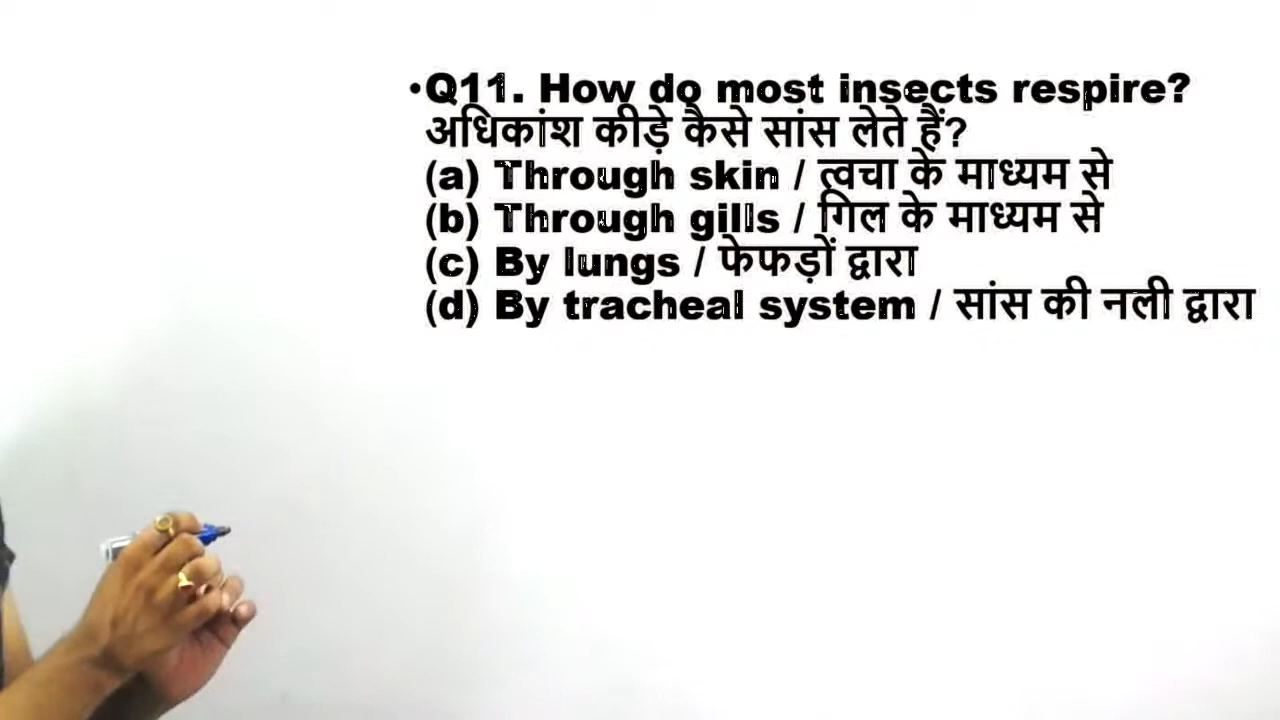 •Q11. How do most insects respire?
अधिकांश कीड़े कैसे सांस लेते हैं?
(a) Through skin / त्वचा के माध्यम से
(b) Through gills / गिल के माध्यम से
(c) By lungs / फेफड़ों द्वारा
(d) By tracheal system / सांस की नली द्वारा